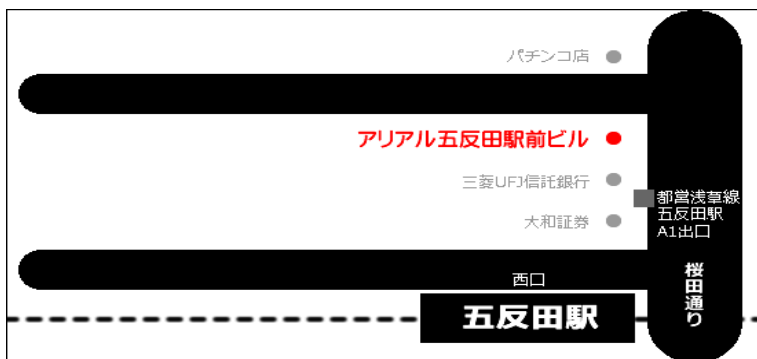 パチンコ店
アリアル五反田駅前ビル
三菱UFJ信託銀行
大和証券
都営浅草線
五反田駅
A1出口
桜田通り
西口
五反田駅